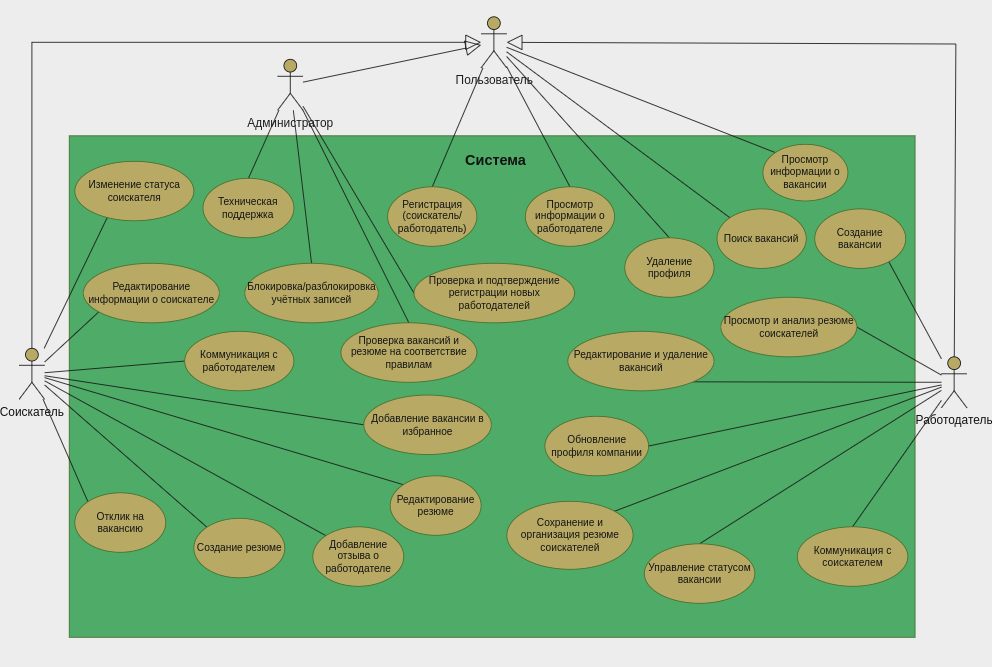 Пользователь
Администратор
Система
Просмотр
информации о
вакансии
Изменение статуса
соискателя
Техническая
поддержка
Регистрация
(соискатель/
работодатель)
Просмотр
информации о
работодателе
Поиск вакансий
Создание
вакансии
Удаление
профиля
Редактирование
информации о соискателе
Блокировка/разблокировка
учётных записей
Проверка и подтверждение
регистрации новых
работодателей
Просмотр и анализ резюме
соискателей
Коммуникация с
работодателем
Проверка вакансий и
резюме на соответствие
правилам
Редактирование и удаление
вакансий
Соискатель
Работодатель
Добавление вакансии в
избранное
Обновление
профиля компании
Редактирование
резюме
Отклик на
вакансию
Сохранение и
организация резюме
соискателей
Создание резюме
Добавление
отзыва о
работодателе
Управление статусом
вакансии
Коммуникация с
соискателем